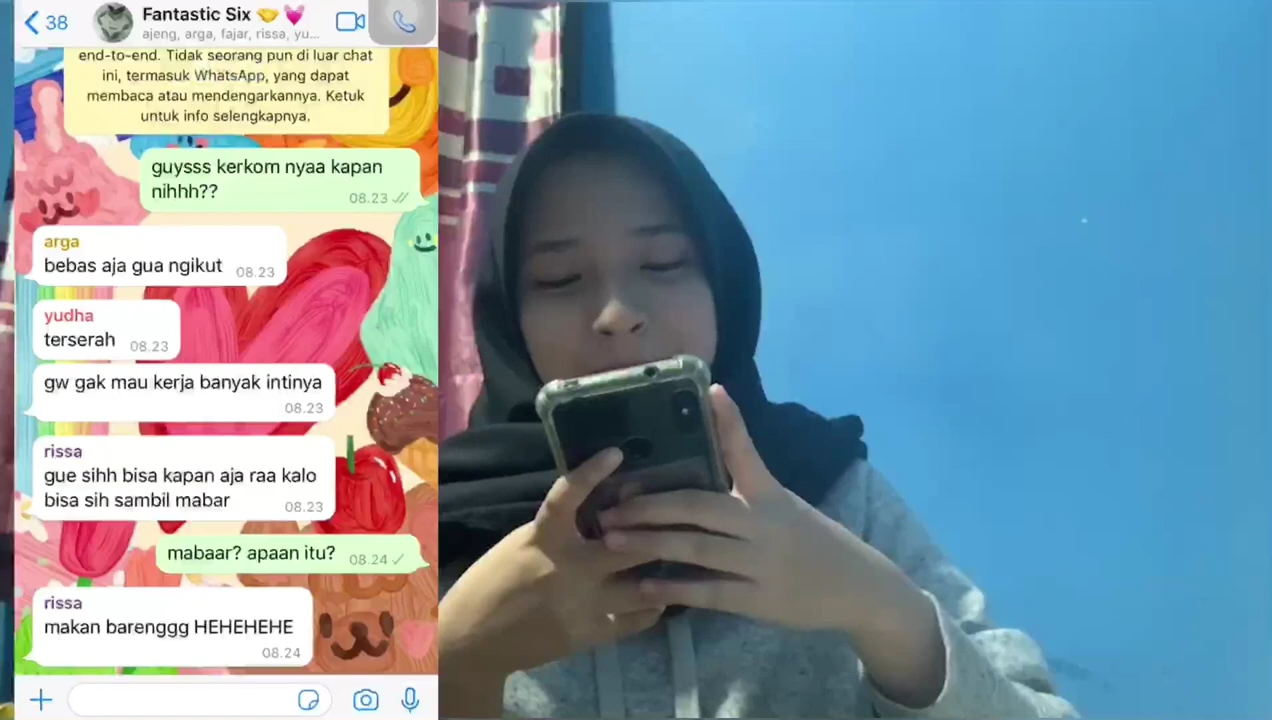 38
Fantastic Six 🤝💓
ajeng, arga, fajar, rissa, yu...
end-to-end. Tidak seorang pun di luar chat
ini, termasuk WhatsApp, yang dapat
membaca atau mendengarkannya. Ketuk
untuk info selengkapnya.
guysss kerkom nyaa kapan
nihhh??
08.23
arga
bebas aja gua ngikut 08.23
yudha
terserah 08.23
gw gak mau kerja banyak intinya
08.23
rissa
gue sihh bisa kapan aja raa kalo
bisa sih sambil mabar 08.23
mabaar? apaan itu? 08.24
rissa
makan barenggg HEHEHEHE
08.24